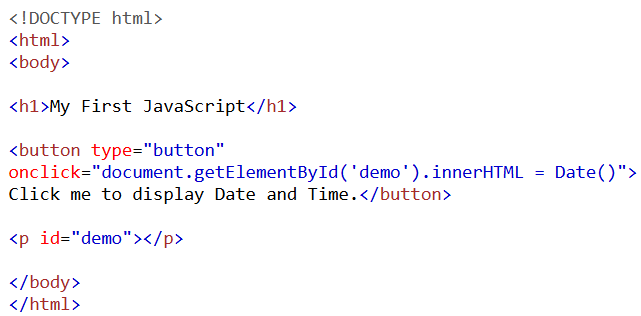 <!DOCTYPE html>
<html>
<body>
<h1>My First JavaScript</h1>
<button type="button"
onclick="document.getElementById('demo').innerHTML = Date()">
Click me to display Date and Time.</button>
<p id="demo"></p>
</body>
</html>